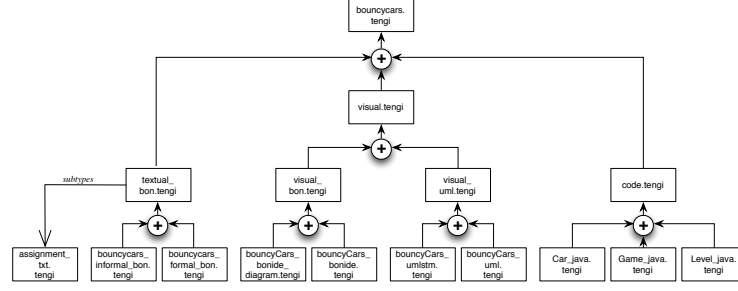 bouncycars.
tengi
+
visual.tengi
+
subtypes
textual_
bon.tengi
visual_
bon.tengi
visual_
uml.tengi
code.tengi
+
+
+
+
assignment_
txt.
tengi
bouncycars_
informal_bon.
tengi
bouncycars_
formal_bon.
tengi
bouncyCars_
bonide_
diagram.tengi
bouncyCars_
bonide.
tengi
bouncyCars_
umlstm.
tengi
bouncyCars_
uml.
tengi
Car_java.
tengi
Game_java.
tengi
Level_java.
tengi